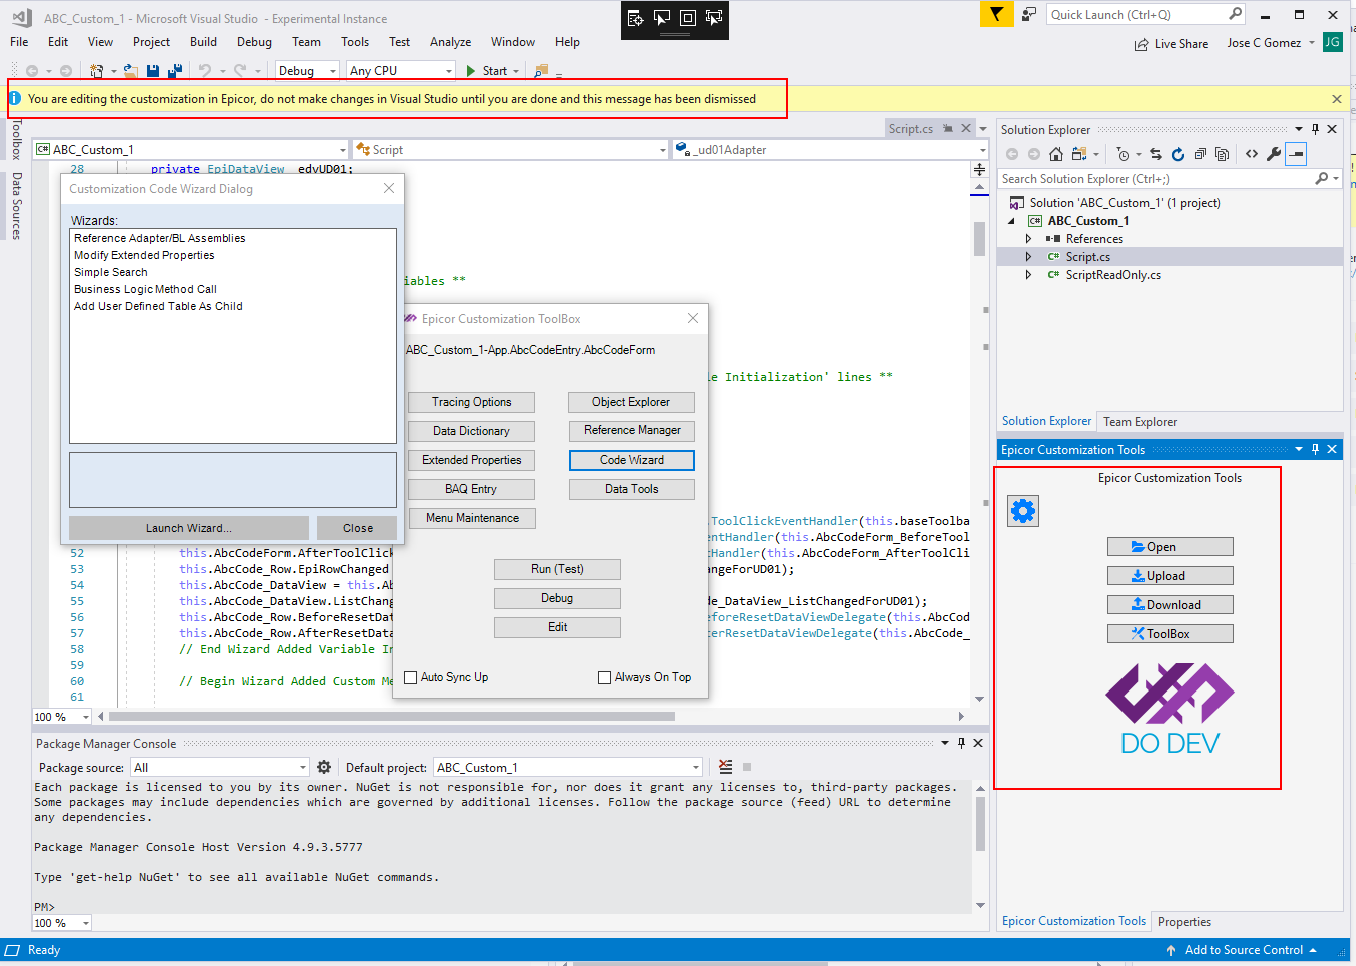 ABC_Custom_1 - Microsoft Visual Studio - Experimental Instance
Quick Launch (Ctrl+Q)
File Edit View Project Build Debug Team Tools Test Analyze Window Help
Live Share Jose C Gomez JG
Debug Any CPU Start
You are editing the customization in Epicor, do not make changes in Visual Studio until you are done and this message has been dismissed
Toolbox
Data Sources
Script.cs
ABC_Custom_1 Script _ud01Adapter
28 private EpiDataView edvUD01;
Customization Code Wizard Dialog
Wizards:
Reference Adapter/BL Assemblies
Modify Extended Properties
Simple Search
Business Logic Method Call
Add User Defined Table As Child
Launch Wizard... Close
iables **
Epicor Customization ToolBox
ABC_Custom_1-App.AbcCodeEntry.AbcCodeForm
le Initialization' lines **
Tracing Options Object Explorer
Data Dictionary Reference Manager
Extended Properties Code Wizard
BAQ Entry Data Tools
Menu Maintenance
Run (Test)
Debug
Edit
Auto Sync Up Always On Top
.ToolClickEventHandler(this.baseToolba
entHandler(this.AbcCodeForm_BeforeTool
52 this.AbcCodeForm.AfterToolClick
Handler(this.AbcCodeForm_AfterToolCli
53 this.AbcCode_Row.EpiRowChanged
angeForUD01);
54 this.AbcCode_DataView = this.Ab
55 this.AbcCode_DataView.ListChang
de_DataView_ListChangedForUD01);
56 this.AbcCode_Row.BeforeResetDat
eforeResetDataViewDelegate(this.AbcCod
57 this.AbcCode_Row.AfterResetData
terResetDataViewDelegate(this.AbcCode_
58 // End Wizard Added Variable In
59
60 // Begin Wizard Added Custom Me
61
100 %
Package Manager Console
Package source: All Default project: ABC_Custom_1
Each package is licensed to you by its owner. NuGet is not responsible for, nor does it grant any licenses to, third-party packages.
Some packages may include dependencies which are governed by additional licenses. Follow the package source (feed) URL to determine
any dependencies.
Package Manager Console Host Version 4.9.3.5777
Type 'get-help NuGet' to see all available NuGet commands.
PM>
100 %
Solution Explorer
Search Solution Explorer (Ctrl+;)
Solution 'ABC_Custom_1' (1 project)
C# ABC_Custom_1
References
C# Script.cs
C# ScriptReadOnly.cs
Solution Explorer Team Explorer
Epicor Customization Tools
Epicor Customization Tools
Open
Upload
Download
ToolBox
DO DEV
Epicor Customization Tools Properties
Ready
Add to Source Control